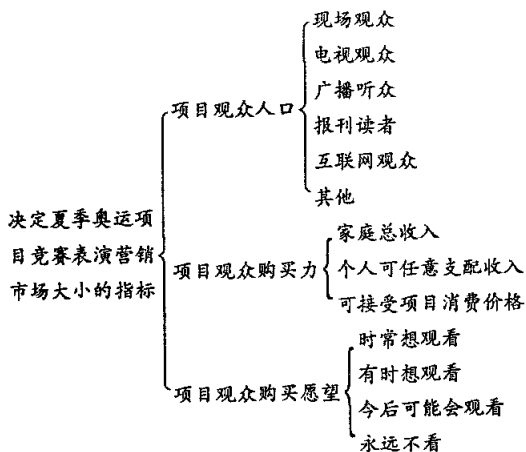 决定夏季奥运项
目竞赛表演营销
市场大小的指标
项目观众人口
现场观众
电视观众
广播听众
报刊读者
互联网观众
其他
项目观众购买力
家庭总收入
个人可任意支配收入
可接受项目消费价格
项目观众购买愿望
时常想观看
有时想观看
今后可能会观看
永远不看